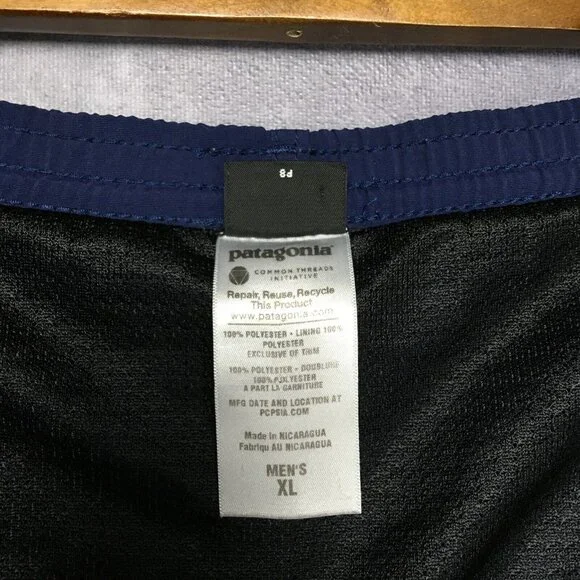 P8
patagonia
COMMON THREADS
INITIATIVE
Repair, Reuse, Recycle
This Product
www.patagonia.com
100% POLYESTER • LINING 100%
POLYESTER
EXCLUSIVE OF TRIM
100% POLYESTER • DOUBLURE
100% POLYESTER
A PART LA GARNITURE
MFG DATE AND LOCATION AT
PCPSIA.COM
Made in NICARAGUA
Fabriqu AU NICARAGUA
MEN'S
XL